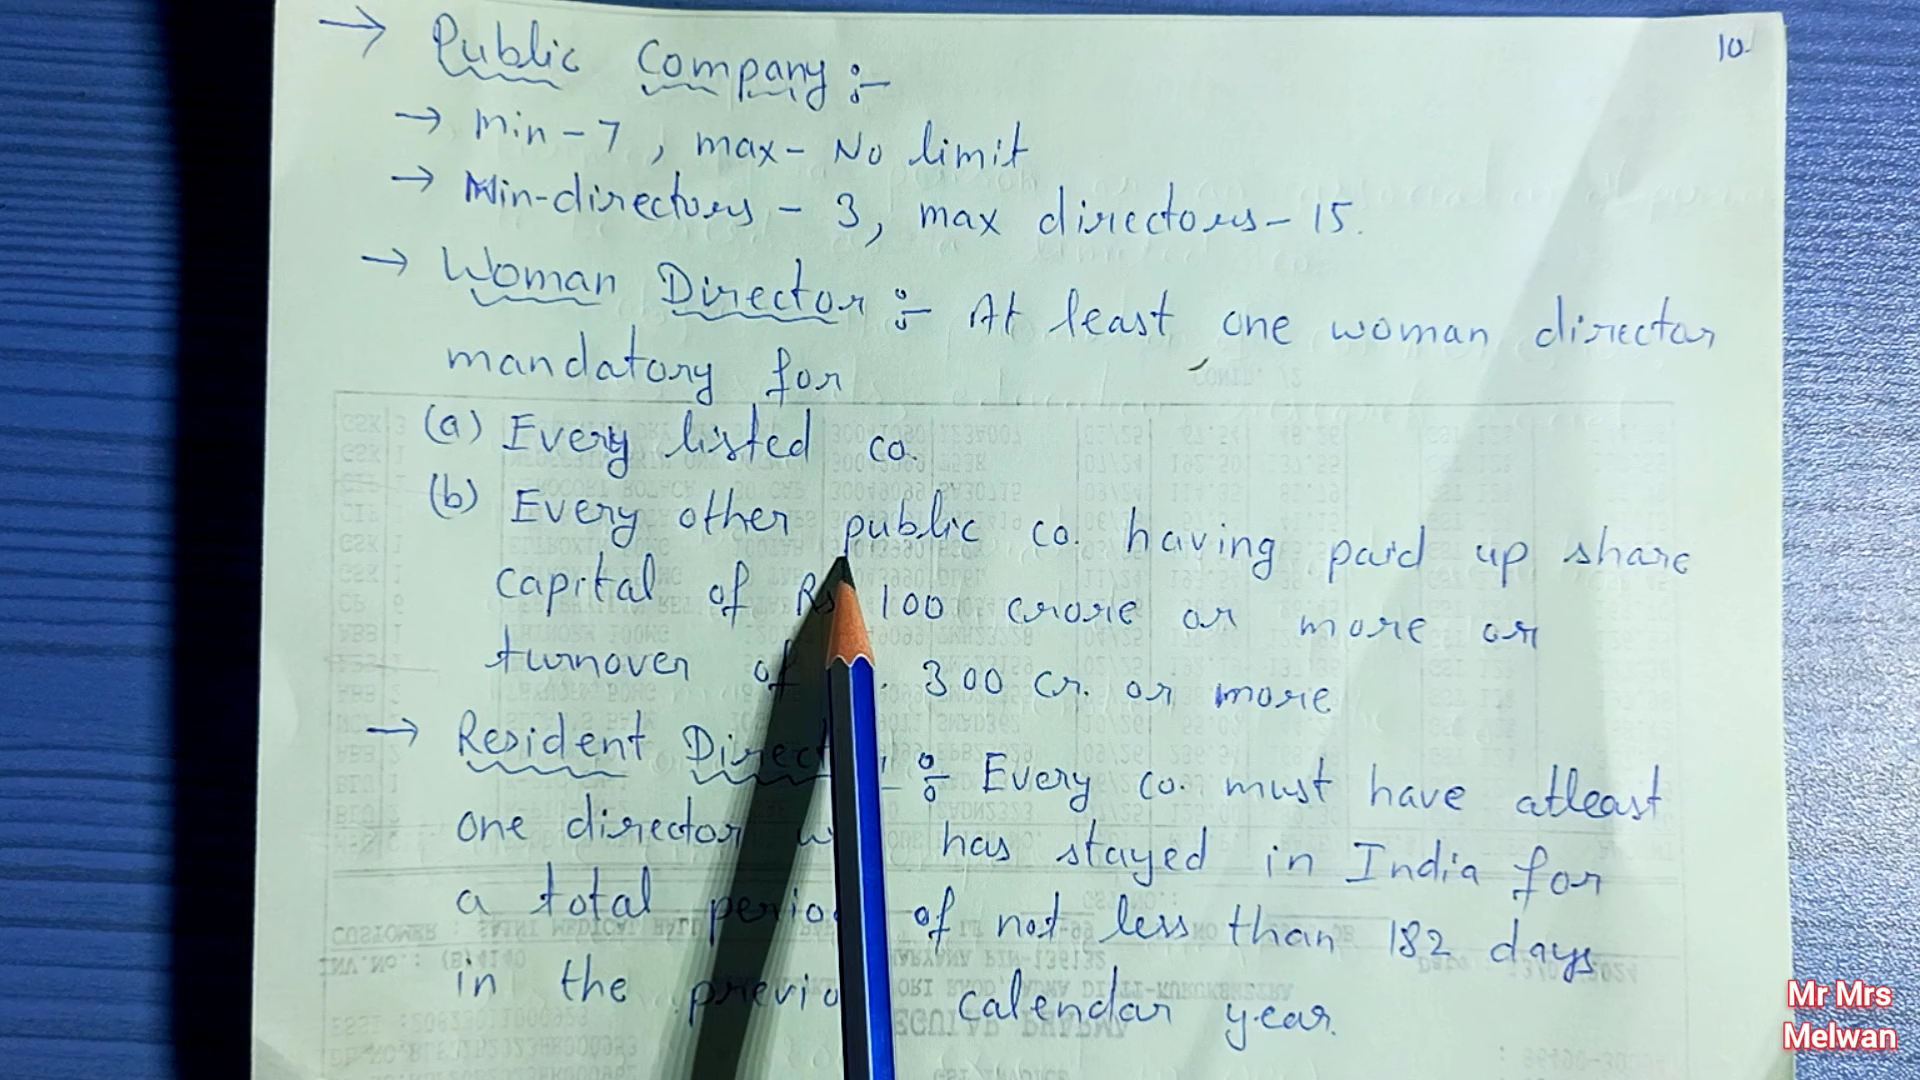 10.
→ Public Company :-
→ Min - 7, max - No limit
→ Min-directors - 3, max directors - 15.
→ Woman Director :- At least one woman director
mandatory for
(a) Every listed co.
(b) Every other public co. having paid up share
capital of Rs 100 crore or more or
turnover of 300 cr. or more
→ Resident :- Every co. must have atleast
one director has stayed in India for
a total of not less than 182 days
in the calendar year.
Mr Mrs
Melwan